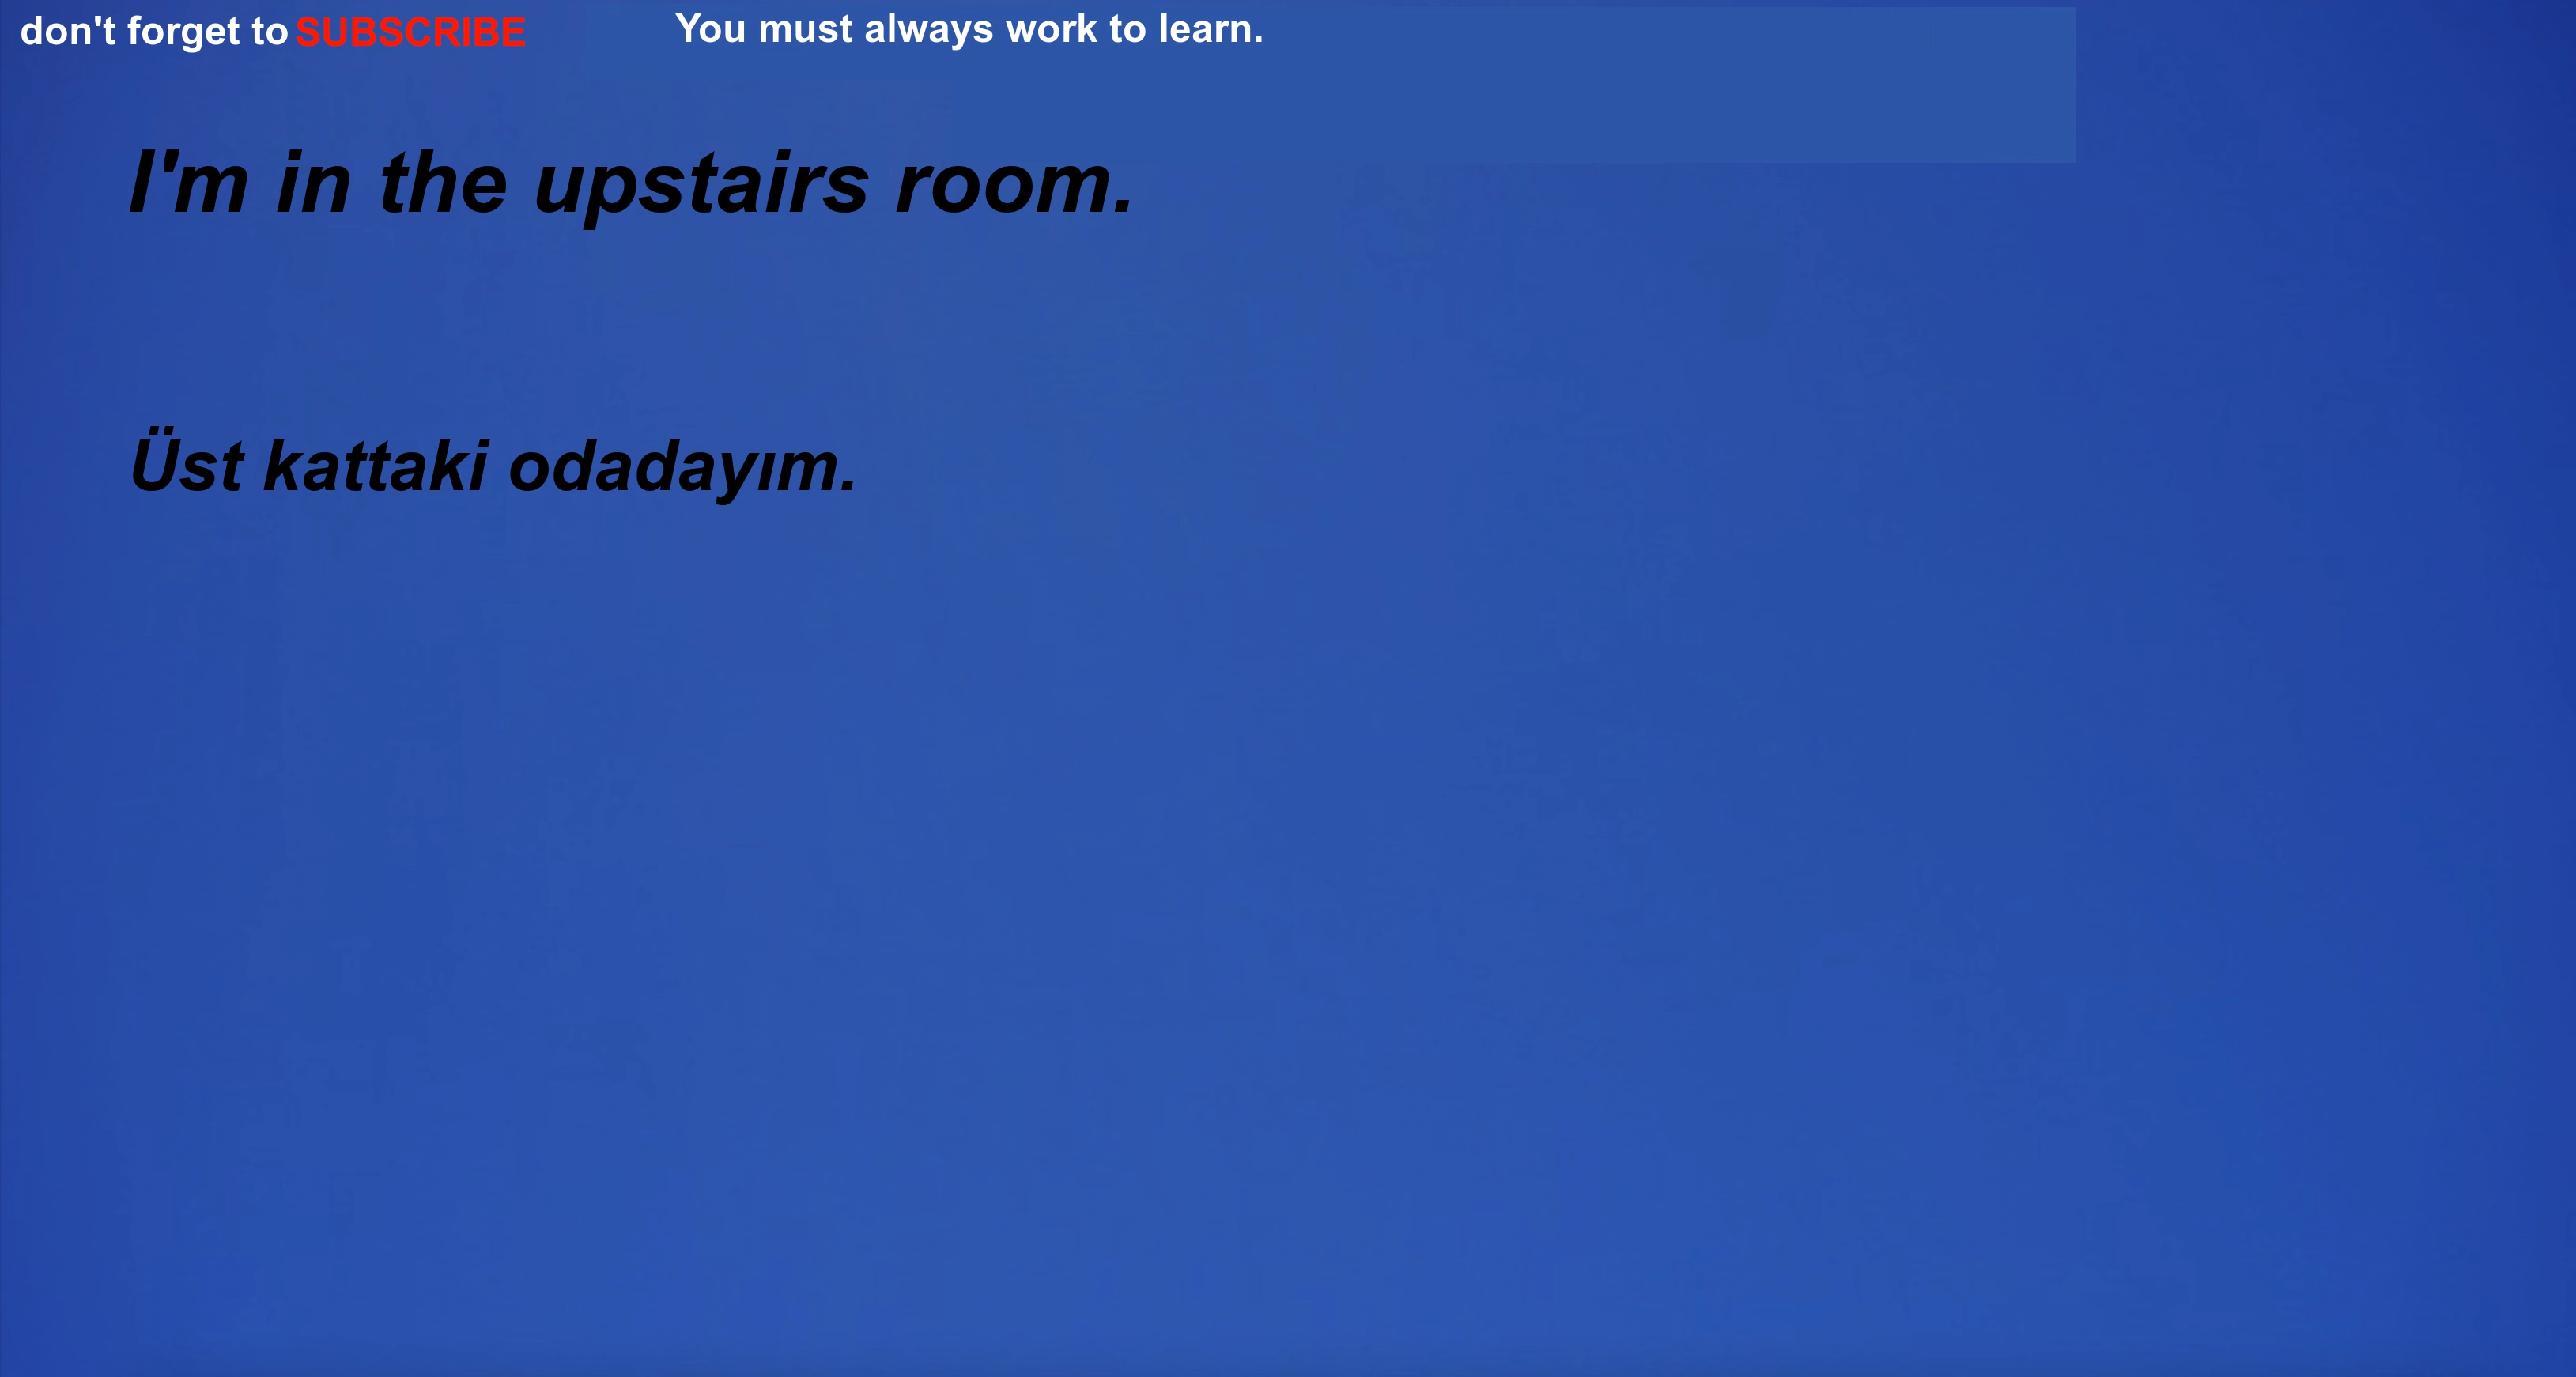 don't forget to SUBSCRIBE
You must always work to learn.
I'm in the upstairs room.
Üst kattaki odadayım.